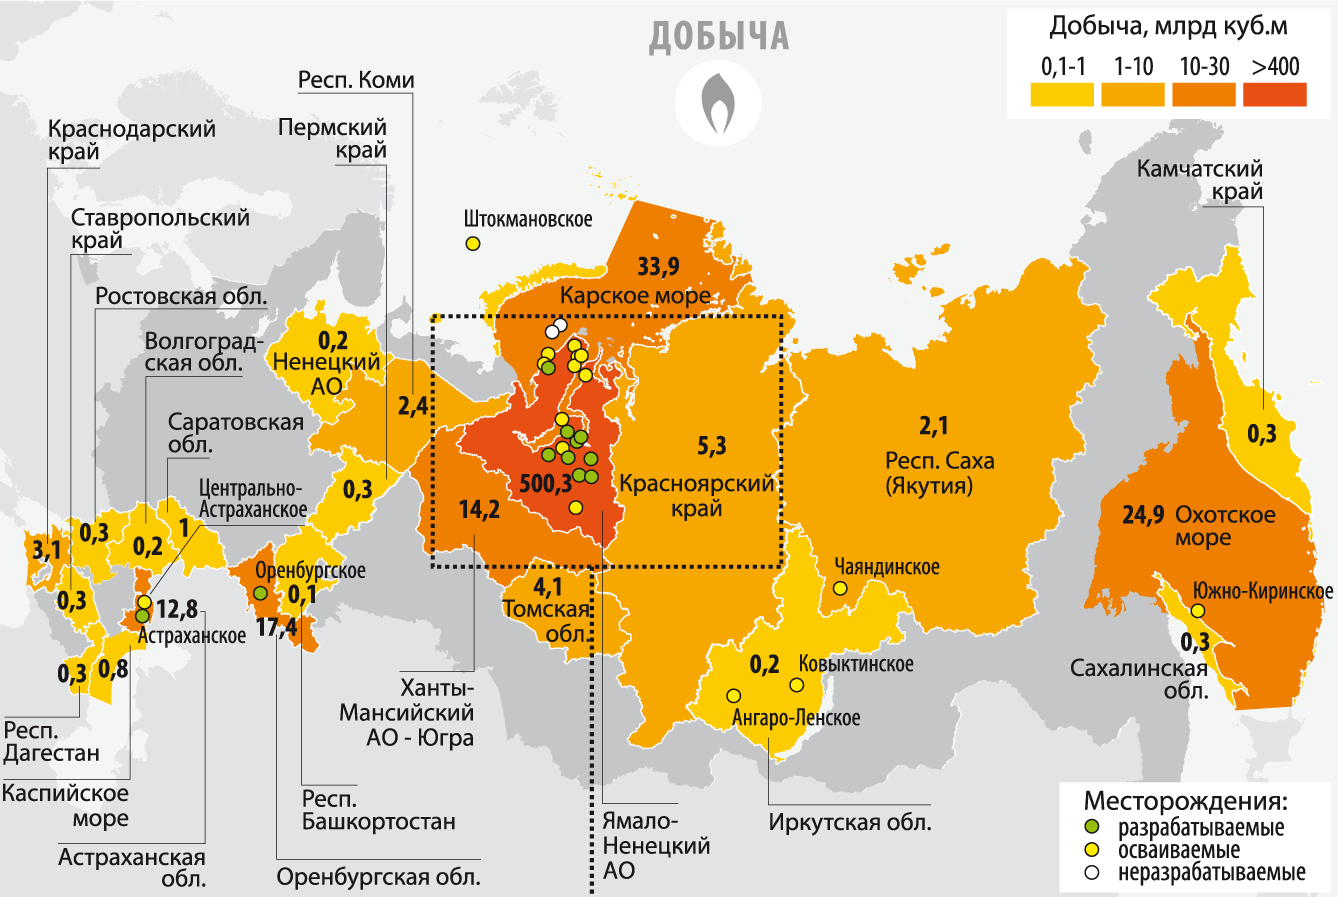 ДОБЫЧА
Добыча, млрд куб.м
0,1-1
1-10
10-30
>400
Респ. Коми
Краснодарский
край
Пермский
край
Камчатский
край
Ставропольский
край
Штокмановское
33,9
Карское море
Ростовская обл.
Волгоград-
ская обл.
0,2
Ненецкий
АО
2,4
Саратовская
обл.
5,3
Красноярский
край
2,1
Респ. Саха
(Якутия)
0,3
Центрально-
Астраханское
0,3
500,3
14,2
24,9 Охотское
море
3,1
0,3
0,2
1
Оренбургское
0,1
0,3
12,8
Астраханское
17,4
4,1
Томская
обл.
Чаяндинское
Южно-Киринское
0,3
Сахалинская
обл.
0,3
0,8
0,2
Ковыктинское
Ангаро-Ленское
Ханты-
Мансийский
АО - Югра
Респ.
Дагестан
Каспийское
море
Респ.
Башкортостан
Ямало-
Ненецкий
АО
Иркутская обл.
Астраханская
обл.
Оренбургская обл.
Месторождения:
разрабатываемые
осваиваемые
неразрабатываемые